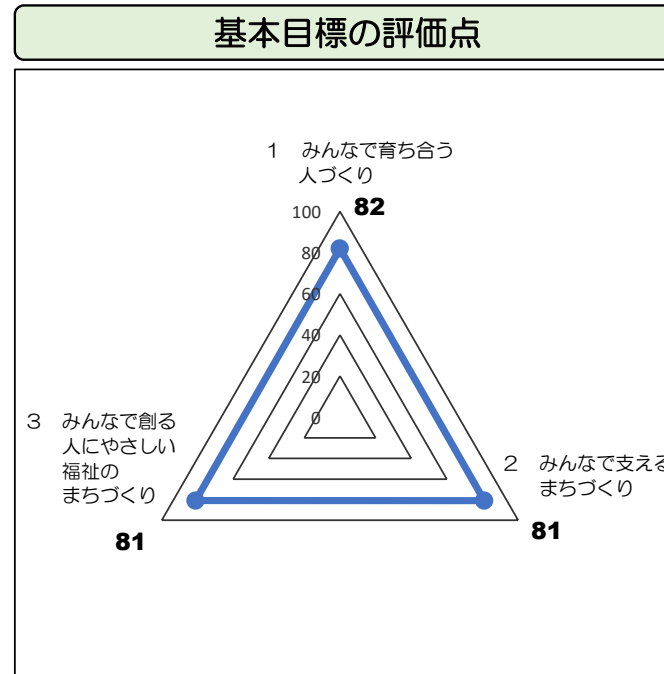 基本目標の評価点
1 みんなで育ち合う
人づくり
82
100
80
60
40
20
0
3 みんなで創る
人にやさしい
福祉の
まちづくり
81
2 みんなで支える
まちづくり
81